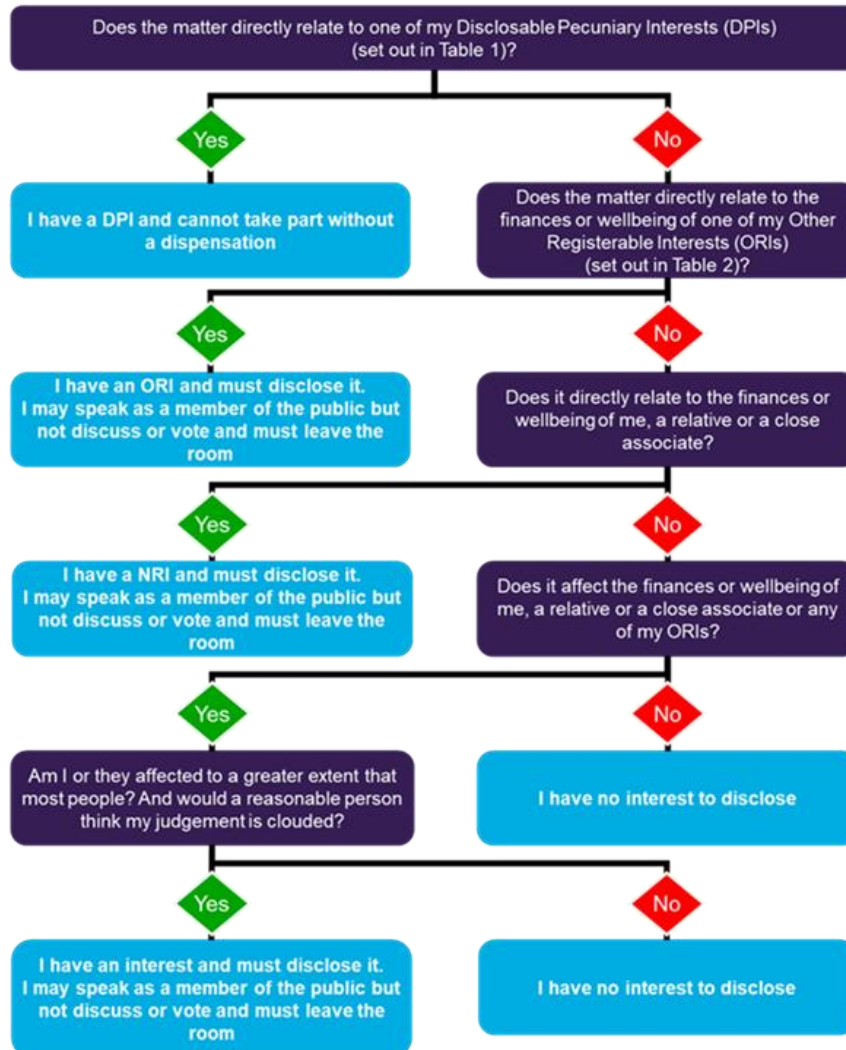 Does the matter directly relate to one of my Disclosable Pecuniary Interests (DPIs)
(set out in Table 1)?
Yes
No
I have a DPI and cannot take part without
a dispensation
Does the matter directly relate to the
finances or wellbeing of one of my Other
Registerable Interests (ORIs)
(set out in Table 2)?
Yes
No
I have an ORI and must disclose it.
I may speak as a member of the public but
not discuss or vote and must leave the
room
Does it directly relate to the finances or
wellbeing of me, a relative or a close
associate?
Yes
No
I have a NRI and must disclose it.
I may speak as a member of the public but
not discuss or vote and must leave the
room
Does it affect the finances or wellbeing of
me, a relative or a close associate or any
of my ORIs?
Yes
No
Am I or they affected to a greater extent that
most people? And would a reasonable person
think my judgement is clouded?
I have no interest to disclose
Yes
No
I have an interest and must disclose it.
I may speak as a member of the public but
not discuss or vote and must leave the
room
I have no interest to disclose